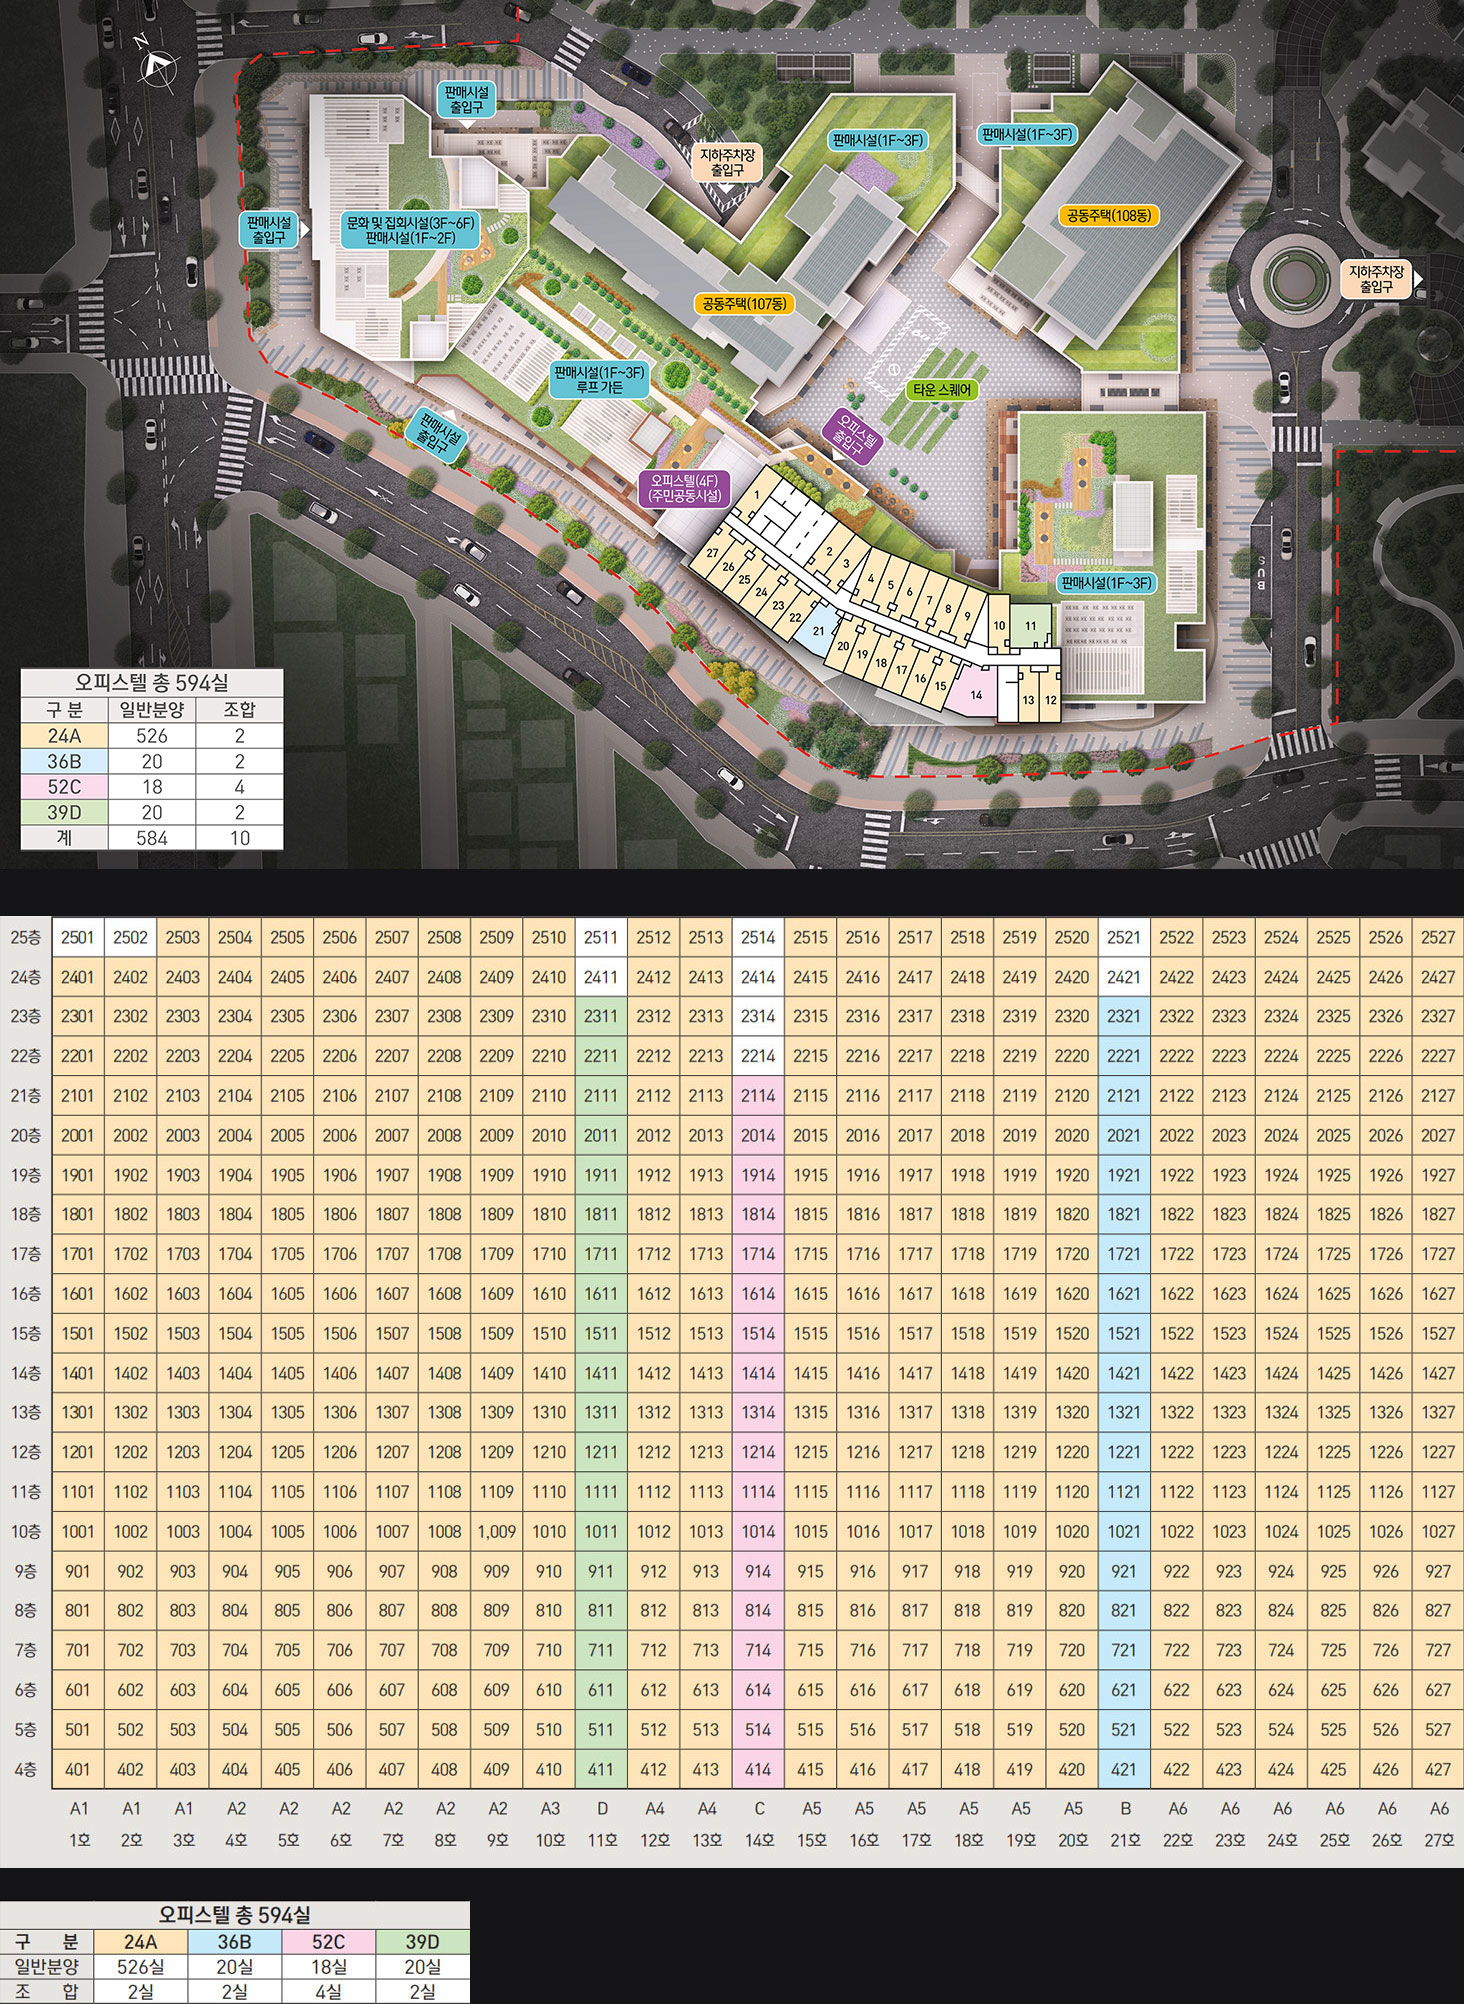 N
판매시설
출입구
지하주차장
출입구
판매시설(1F~3F)
판매시설(1F~3F)
공동주택(108동)
판매시설
출입구
문화 및 집회시설(3F~6F)
판매시설(1F~2F)
지하주차장
출입구
공동주택(107동)
판매시설(1F~3F)
루프 가든
타운 스퀘어
판매시설
출입구
오피스텔
출입구
오피스텔(4F)
(주민공동시설)
판매시설(1F~3F)
BUS
1
2
3
4
5
6
7
8
9
10
11
27
26
25
24
23
22
21
20
19
18
17
16
15
14
13
12
오피스텔 총 594실
구 분 일반분양 조합
24A 526 2
36B 20 2
52C 18 4
39D 20 2
계 584 10
25층 2501 2502 2503 2504 2505 2506 2507 2508 2509 2510 2511 2512 2513 2514 2515 2516 2517 2518 2519 2520 2521 2522 2523 2524 2525 2526 2527
24층 2401 2402 2403 2404 2405 2406 2407 2408 2409 2410 2411 2412 2413 2414 2415 2416 2417 2418 2419 2420 2421 2422 2423 2424 2425 2426 2427
23층 2301 2302 2303 2304 2305 2306 2307 2308 2309 2310 2311 2312 2313 2314 2315 2316 2317 2318 2319 2320 2321 2322 2323 2324 2325 2326 2327
22층 2201 2202 2203 2204 2205 2206 2207 2208 2209 2210 2211 2212 2213 2214 2215 2216 2217 2218 2219 2220 2221 2222 2223 2224 2225 2226 2227
21층 2101 2102 2103 2104 2105 2106 2107 2108 2109 2110 2111 2112 2113 2114 2115 2116 2117 2118 2119 2120 2121 2122 2123 2124 2125 2126 2127
20층 2001 2002 2003 2004 2005 2006 2007 2008 2009 2010 2011 2012 2013 2014 2015 2016 2017 2018 2019 2020 2021 2022 2023 2024 2025 2026 2027
19층 1901 1902 1903 1904 1905 1906 1907 1908 1909 1910 1911 1912 1913 1914 1915 1916 1917 1918 1919 1920 1921 1922 1923 1924 1925 1926 1927
18층 1801 1802 1803 1804 1805 1806 1807 1808 1809 1810 1811 1812 1813 1814 1815 1816 1817 1818 1819 1820 1821 1822 1823 1824 1825 1826 1827
17층 1701 1702 1703 1704 1705 1706 1707 1708 1709 1710 1711 1712 1713 1714 1715 1716 1717 1718 1719 1720 1721 1722 1723 1724 1725 1726 1727
16층 1601 1602 1603 1604 1605 1606 1607 1608 1609 1610 1611 1612 1613 1614 1615 1616 1617 1618 1619 1620 1621 1622 1623 1624 1625 1626 1627
15층 1501 1502 1503 1504 1505 1506 1507 1508 1509 1510 1511 1512 1513 1514 1515 1516 1517 1518 1519 1520 1521 1522 1523 1524 1525 1526 1527
14층 1401 1402 1403 1404 1405 1406 1407 1408 1409 1410 1411 1412 1413 1414 1415 1416 1417 1418 1419 1420 1421 1422 1423 1424 1425 1426 1427
13층 1301 1302 1303 1304 1305 1306 1307 1308 1309 1310 1311 1312 1313 1314 1315 1316 1317 1318 1319 1320 1321 1322 1323 1324 1325 1326 1327
12층 1201 1202 1203 1204 1205 1206 1207 1208 1209 1210 1211 1212 1213 1214 1215 1216 1217 1218 1219 1220 1221 1222 1223 1224 1225 1226 1227
11층 1101 1102 1103 1104 1105 1106 1107 1108 1109 1110 1111 1112 1113 1114 1115 1116 1117 1118 1119 1120 1121 1122 1123 1124 1125 1126 1127
10층 1001 1002 1003 1004 1005 1006 1007 1008 1,009 1010 1011 1012 1013 1014 1015 1016 1017 1018 1019 1020 1021 1022 1023 1024 1025 1026 1027
9층 901 902 903 904 905 906 907 908 909 910 911 912 913 914 915 916 917 918 919 920 921 922 923 924 925 926 927
8층 801 802 803 804 805 806 807 808 809 810 811 812 813 814 815 816 817 818 819 820 821 822 823 824 825 826 827
7층 701 702 703 704 705 706 707 708 709 710 711 712 713 714 715 716 717 718 719 720 721 722 723 724 725 726 727
6층 601 602 603 604 605 606 607 608 609 610 611 612 613 614 615 616 617 618 619 620 621 622 623 624 625 626 627
5층 501 502 503 504 505 506 507 508 509 510 511 512 513 514 515 516 517 518 519 520 521 522 523 524 525 526 527
4층 401 402 403 404 405 406 407 408 409 410 411 412 413 414 415 416 417 418 419 420 421 422 423 424 425 426 427
A1 A1 A1 A2 A2 A2 A2 A2 A2 A3 D A4 A4 C A5 A5 A5 A5 A5 A5 B A6 A6 A6 A6 A6 A6
1호 2호 3호 4호 5호 6호 7호 8호 9호 10호 11호 12호 13호 14호 15호 16호 17호 18호 19호 20호 21호 22호 23호 24호 25호 26호 27호
오피스텔 총 594실
구 분 24A 36B 52C 39D
일반분양 526실 20실 18실 20실
조 합 2실 2실 4실 2실